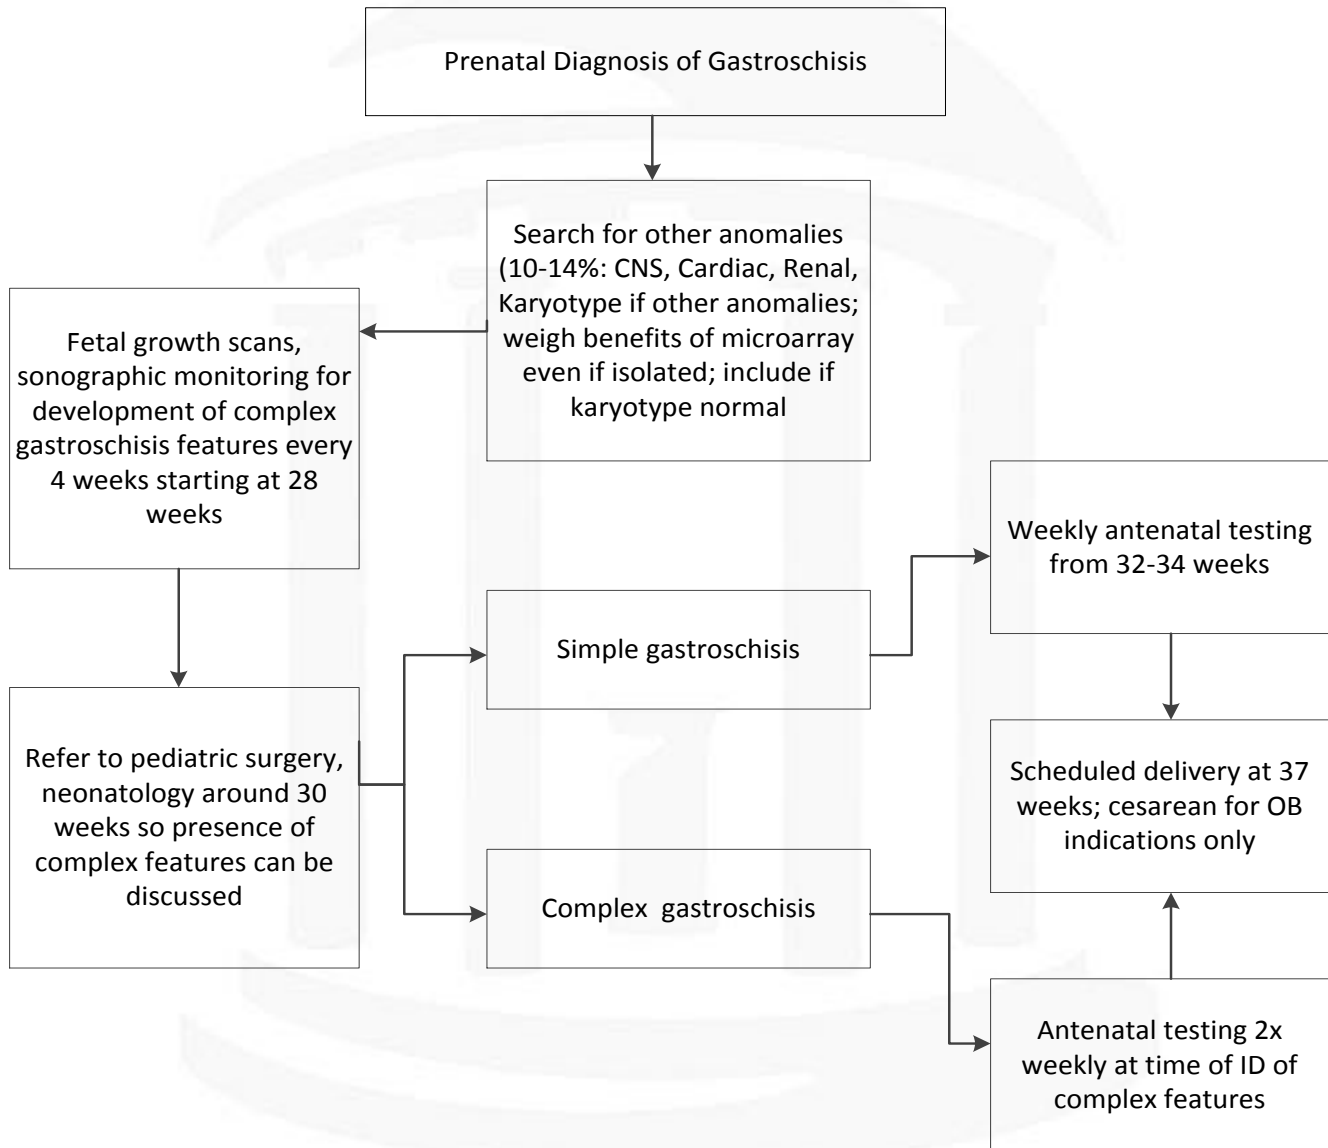 Prenatal Diagnosis of Gastroschisis
Search for other anomalies
(10-14%: CNS, Cardiac, Renal,
Karyotype if other anomalies;
weigh benefits of microarray
even if isolated; include if
karyotype normal
Fetal growth scans,
sonographic monitoring for
development of complex
gastroschisis features every
4 weeks starting at 28
weeks
Refer to pediatric surgery,
neonatology around 30
weeks so presence of
complex features can be
discussed
Simple gastroschisis
Complex gastroschisis
Weekly antenatal testing
from 32-34 weeks
Scheduled delivery at 37
weeks; cesarean for OB
indications only
Antenatal testing 2x
weekly at time of ID of
complex features